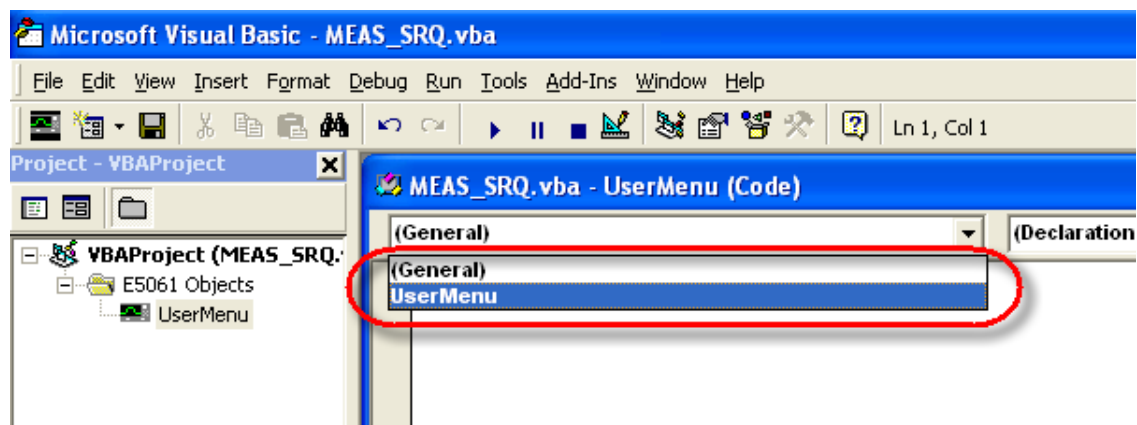 Microsoft Visual Basic - MEAS_SRQ.vba
File Edit View Insert Format Debug Run Tools Add-Ins Window Help
Ln 1, Col 1
Project - VBAProject
MEAS_SRQ.vba - UserMenu (Code)
(General) (Declaration
VBAProject (MEAS_SRQ.
(General)
E5061 Objects
UserMenu
UserMenu